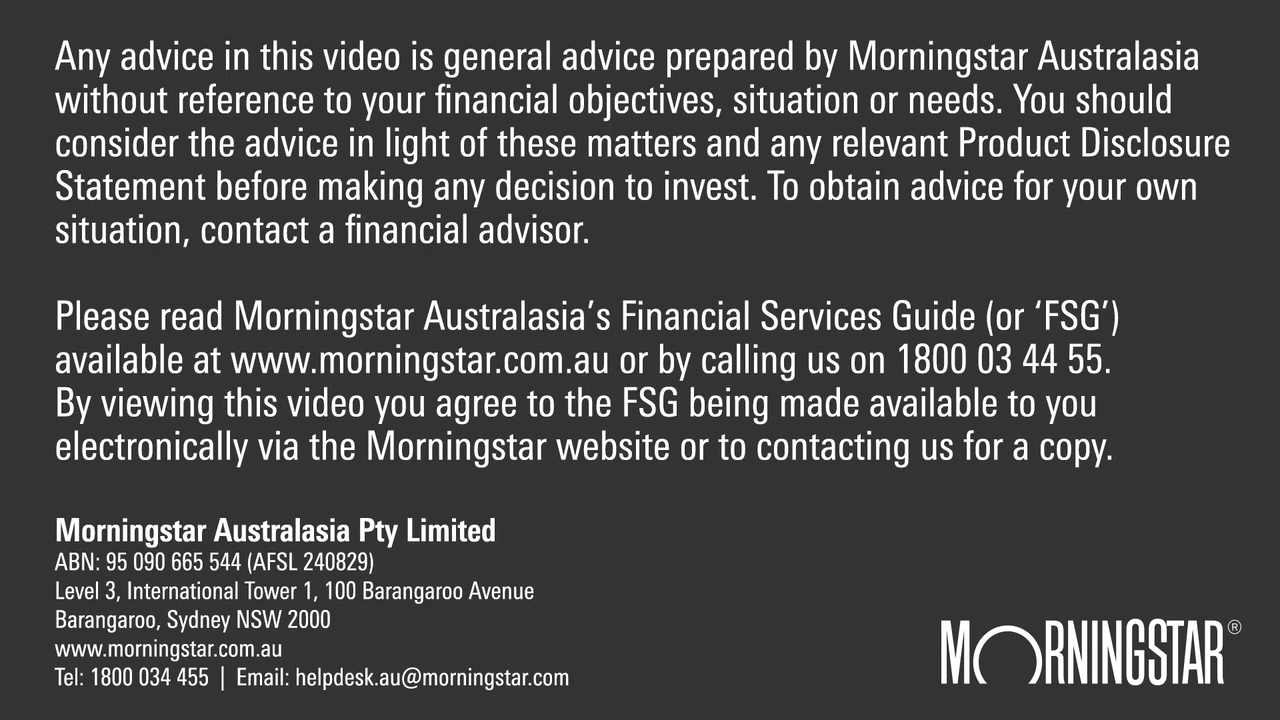 Any advice in this video is general advice prepared by Morningstar Australasia
without reference to your financial objectives, situation or needs. You should
consider the advice in light of these matters and any relevant Product Disclosure
Statement before making any decision to invest. To obtain advice for your own
situation, contact a financial advisor.
Please read Morningstar Australasia’s Financial Services Guide (or ‘FSG’)
available at www.morningstar.com.au or by calling us on 1800 03 44 55.
By viewing this video you agree to the FSG being made available to you
electronically via the Morningstar website or to contacting us for a copy.
Morningstar Australasia Pty Limited
ABN: 95 090 665 544 (AFSL 240829)
Level 3, International Tower 1, 100 Barangaroo Avenue
Barangaroo, Sydney NSW 2000
www.morningstar.com.au
Tel: 1800 034 455 | Email: helpdesk.au@morningstar.com
MORNINGSTAR®